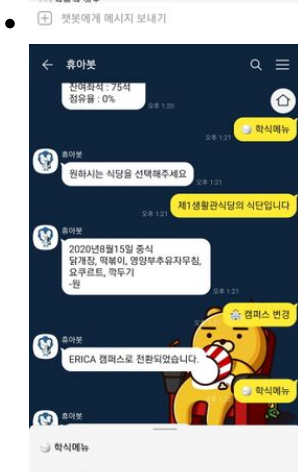 챗봇에게 메시지 보내기
휴아봇
잔여좌석 : 75석
점유율 : 0%
오후 1:20
학식메뉴
오후 1:21
휴아봇
원하시는 식당을 선택해주세요
오후 1:21
제1생활관식당의 식단입니다
오후 1:21
휴아봇
2020년8월15일 중식
닭개장, 떡볶이, 영양부추유자무침,
요쿠르트, 깍두기
-원
오후 1:21
캠퍼스 변경
휴아봇
ERICA 캠퍼스로 전환되었습니다.
학식메뉴
휴아봇
학식메뉴